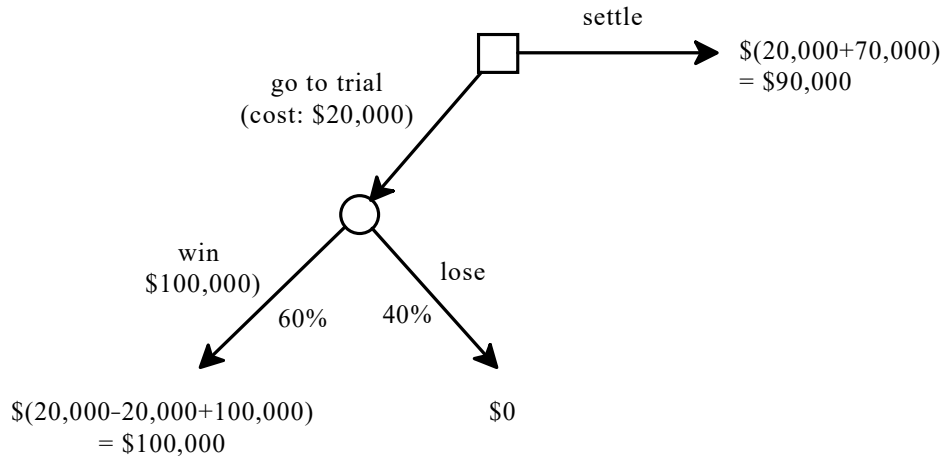 settle
$(20,000+70,000)
= $90,000
go to trial
(cost: $20,000)
win
$100,000)
lose
60%
40%
$(20,000-20,000+100,000)
= $100,000
$0